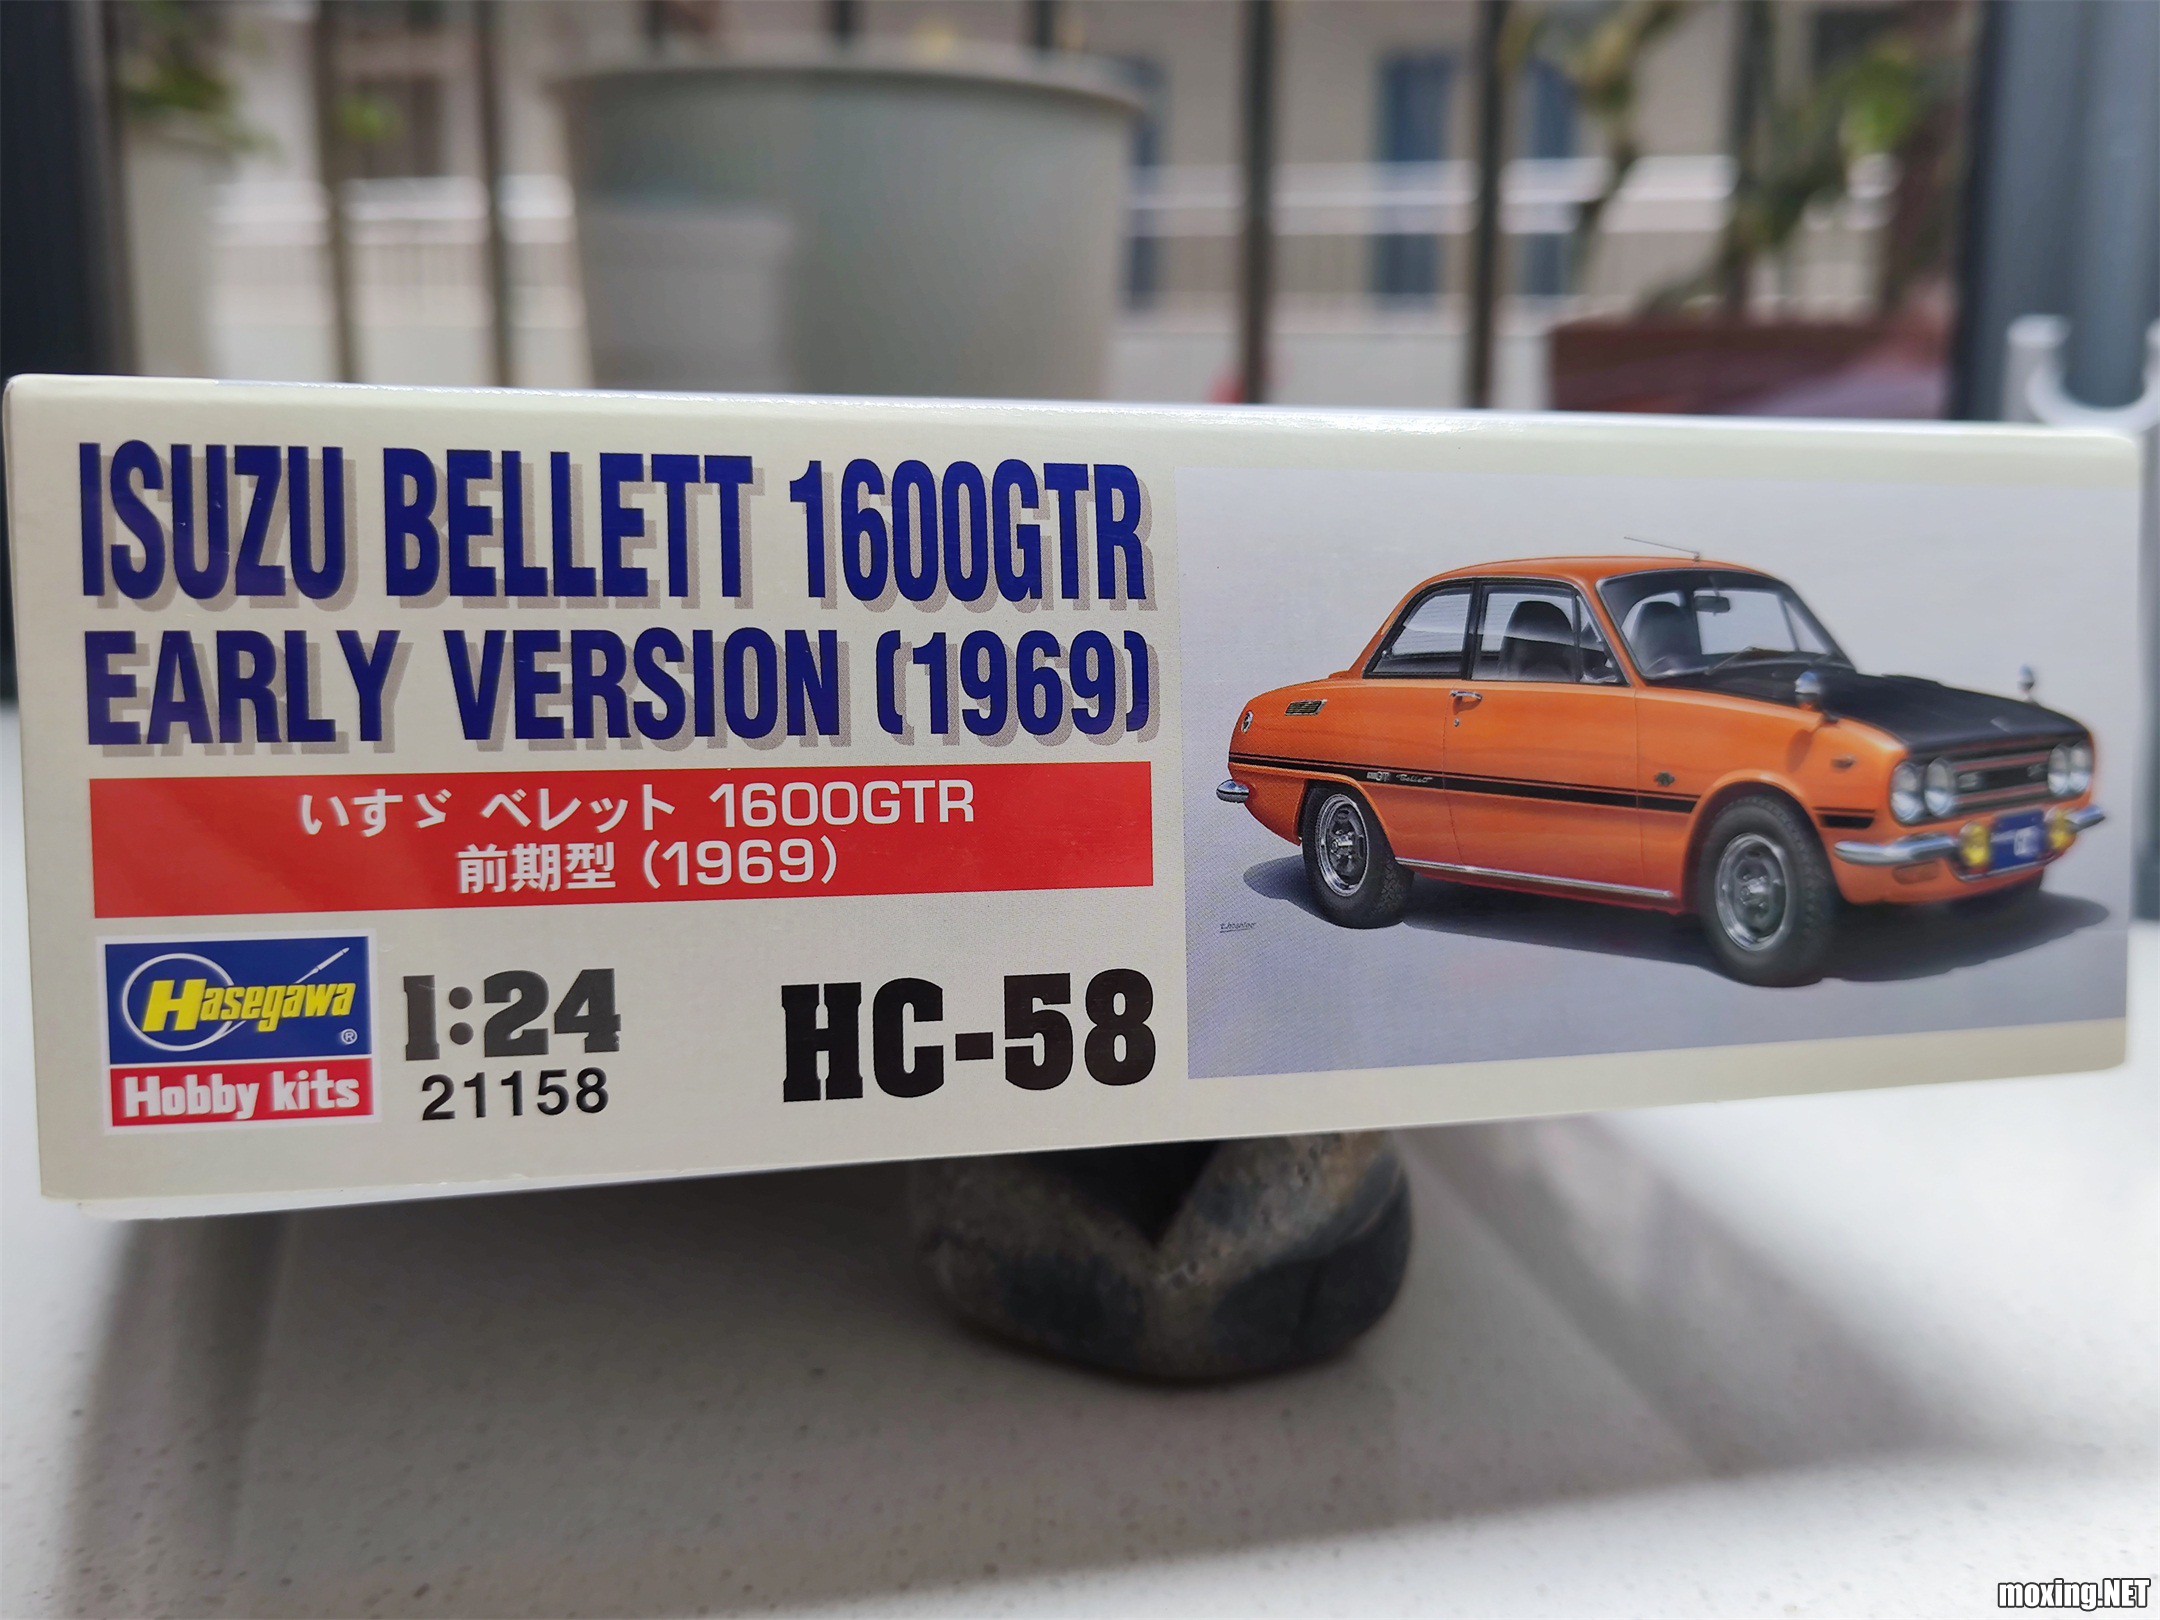 ISUZU BELLETT 1600GTR
EARLY VERSION (1969)
いすゞ ベレット 1600GTR
前期型 (1969)
Hasegawa®
Hobby kits
1:24
21158
HC-58
moxing.NET